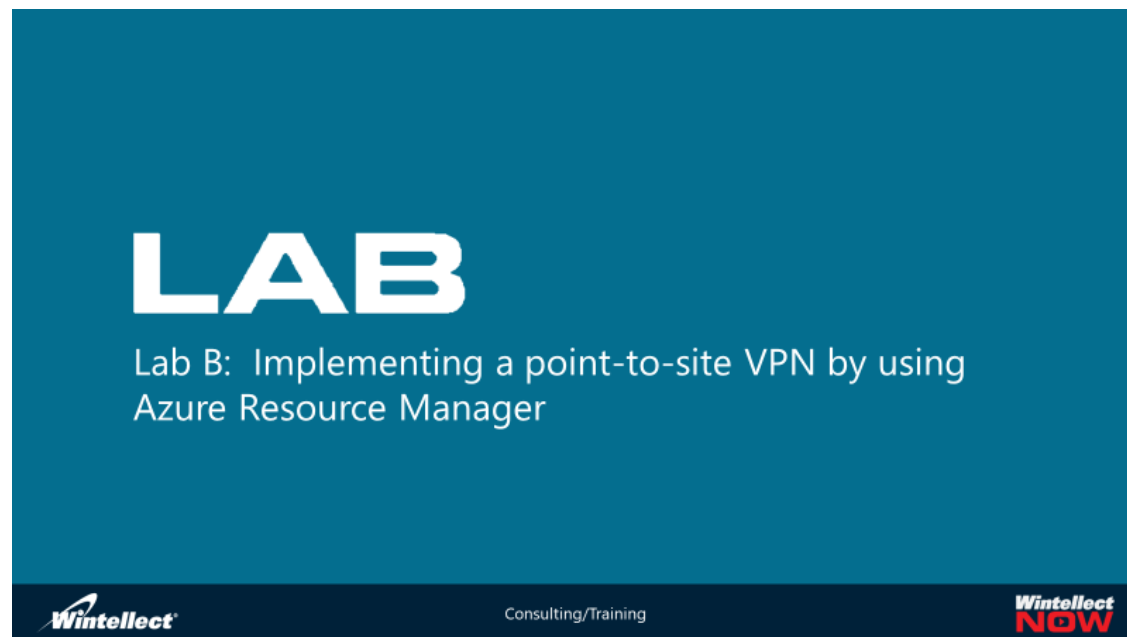 LAB
Lab B:  Implementing a point-to-site VPN by using
Azure Resource Manager
Wintellect
Consulting/Training
Wintellect
NOW